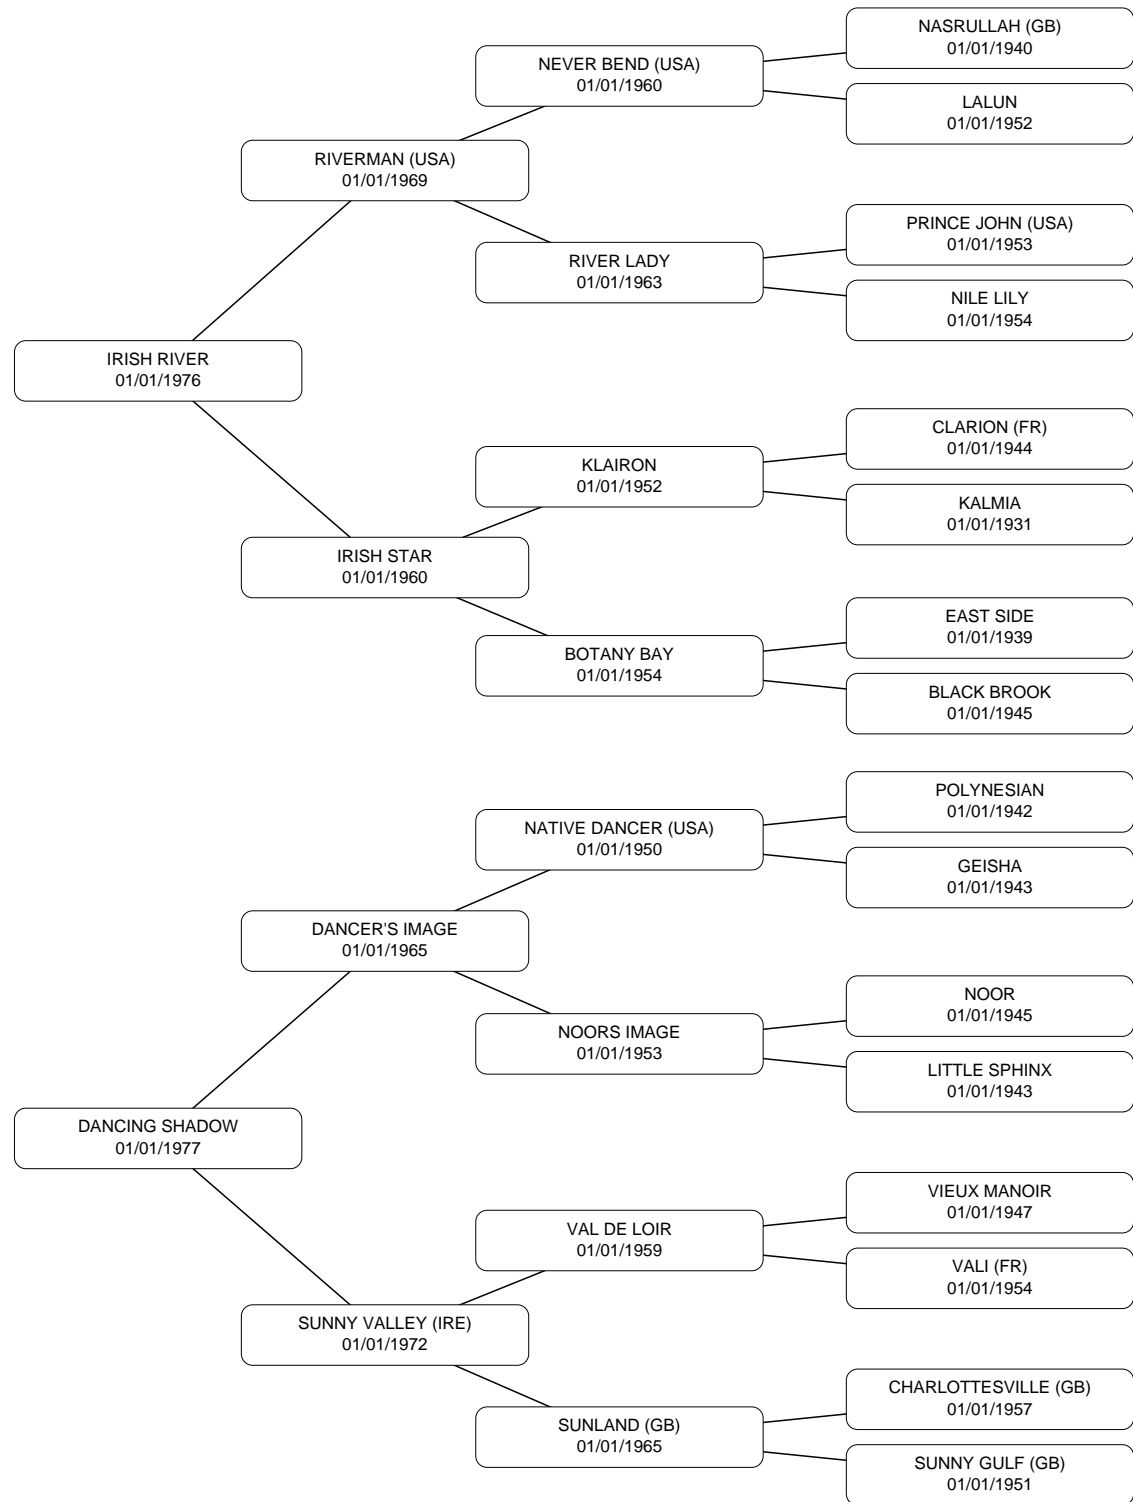 NASRULLAH (GB)
01/01/1940
NEVER BEND (USA)
01/01/1960
LALUN
01/01/1952
RIVERMAN (USA)
01/01/1969
PRINCE JOHN (USA)
01/01/1953
RIVER LADY
01/01/1963
NILE LILY
01/01/1954
IRISH RIVER
01/01/1976
CLARION (FR)
01/01/1944
KLAIRON
01/01/1952
KALMIA
01/01/1931
IRISH STAR
01/01/1960
EAST SIDE
01/01/1939
BOTANY BAY
01/01/1954
BLACK BROOK
01/01/1945
POLYNESIAN
01/01/1942
NATIVE DANCER (USA)
01/01/1950
GEISHA
01/01/1943
DANCER'S IMAGE
01/01/1965
NOOR
01/01/1945
NOORS IMAGE
01/01/1953
LITTLE SPHINX
01/01/1943
DANCING SHADOW
01/01/1977
VIEUX MANOIR
01/01/1947
VAL DE LOIR
01/01/1959
VALI (FR)
01/01/1954
SUNNY VALLEY (IRE)
01/01/1972
CHARLOTTESVILLE (GB)
01/01/1957
SUNLAND (GB)
01/01/1965
SUNNY GULF (GB)
01/01/1951